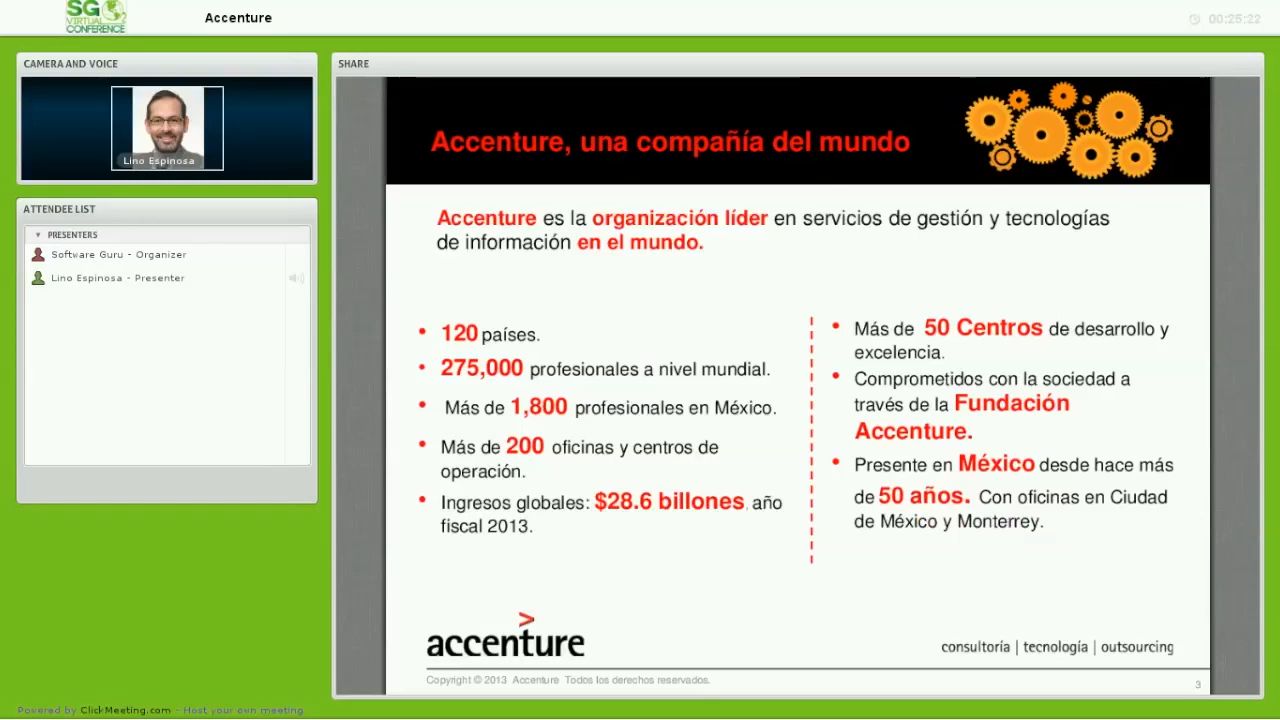 SG
VIRTUAL
CONFERENCE
Accenture
00:25:22
CAMERA AND VOICE
Lino Espinosa
ATTENDEE LIST
PRESENTERS
Software Guru - Organizer
Lino Espinosa - Presenter
SHARE
Accenture, una compañía del mundo
Accenture es la organización líder en servicios de gestión y tecnologías
de información en el mundo.
• 120 países.
• 275,000 profesionales a nivel mundial.
• Más de 1,800 profesionales en México.
• Más de 200 oficinas y centros de
operación.
• Ingresos globales: $28.6 billones, año
fiscal 2013.
• Más de 50 Centros de desarrollo y
excelencia.
• Comprometidos con la sociedad a
través de la Fundación
Accenture.
• Presente en México desde hace más
de 50 años. Con oficinas en Ciudad
de México y Monterrey.
>
accenture
consultoría | tecnología | outsourcing
Copyright © 2013 Accenture Todos los derechos reservados.
3
Powered by ClickMeeting.com - Host your own meeting